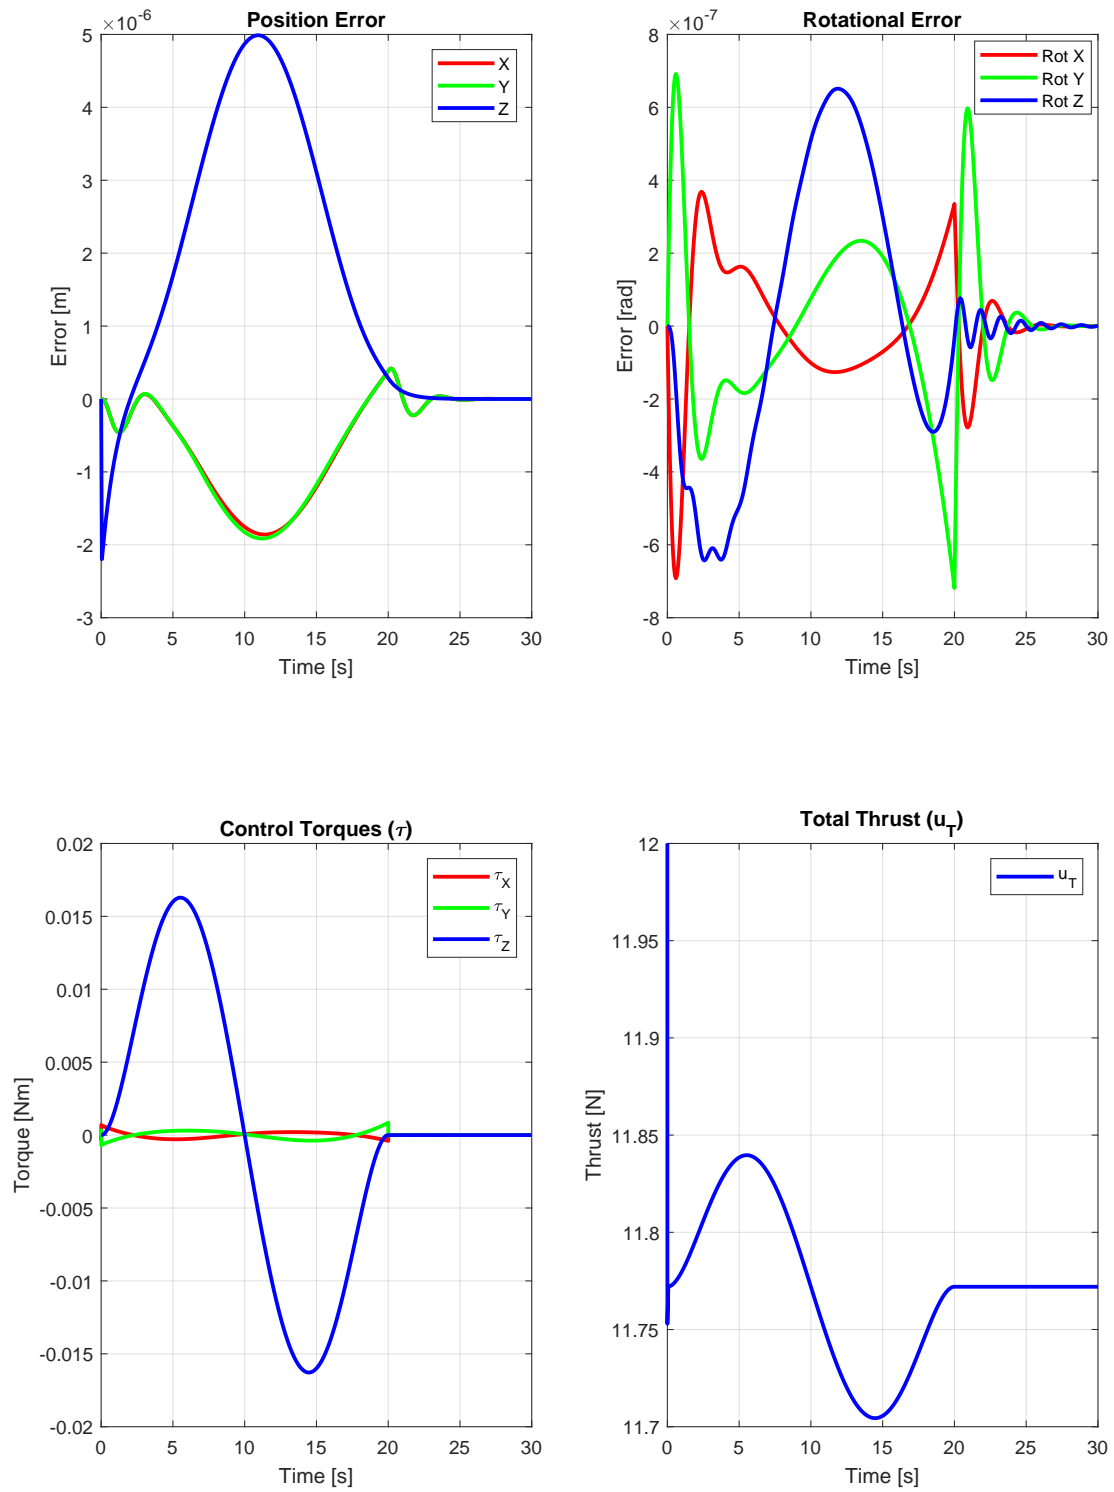 Position Error
×10-6
5
4
3
2
1
0
-1
-2
-3
Error [m]
0 5 10 15 20 25 30
Time [s]
X
Y
Z
Rotational Error
×10-7
8
6
4
2
0
-2
-4
-6
-8
Error [rad]
0 5 10 15 20 25 30
Time [s]
Rot X
Rot Y
Rot Z
Control Torques (τ)
0.02
0.015
0.01
0.005
0
-0.005
-0.01
-0.015
-0.02
Torque [Nm]
0 5 10 15 20 25 30
Time [s]
τX
τY
τZ
Total Thrust (uT)
12
11.95
11.9
11.85
11.8
11.75
11.7
Thrust [N]
0 5 10 15 20 25 30
Time [s]
uT